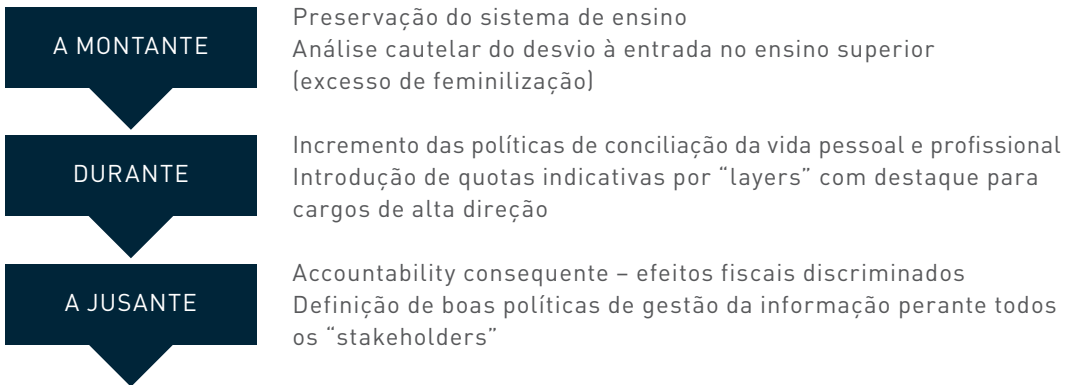 A MONTANTE
Preservação do sistema de ensino
Análise cautelar do desvio à entrada no ensino superior
(excesso de feminilização)
DURANTE
Incremento das políticas de conciliação da vida pessoal e profissional
Introdução de quotas indicativas por “layers” com destaque para
cargos de alta direção
A JUSANTE
Accountability consequente – efeitos fiscais discriminados
Definição de boas políticas de gestão da informação perante todos
os “stakeholders”